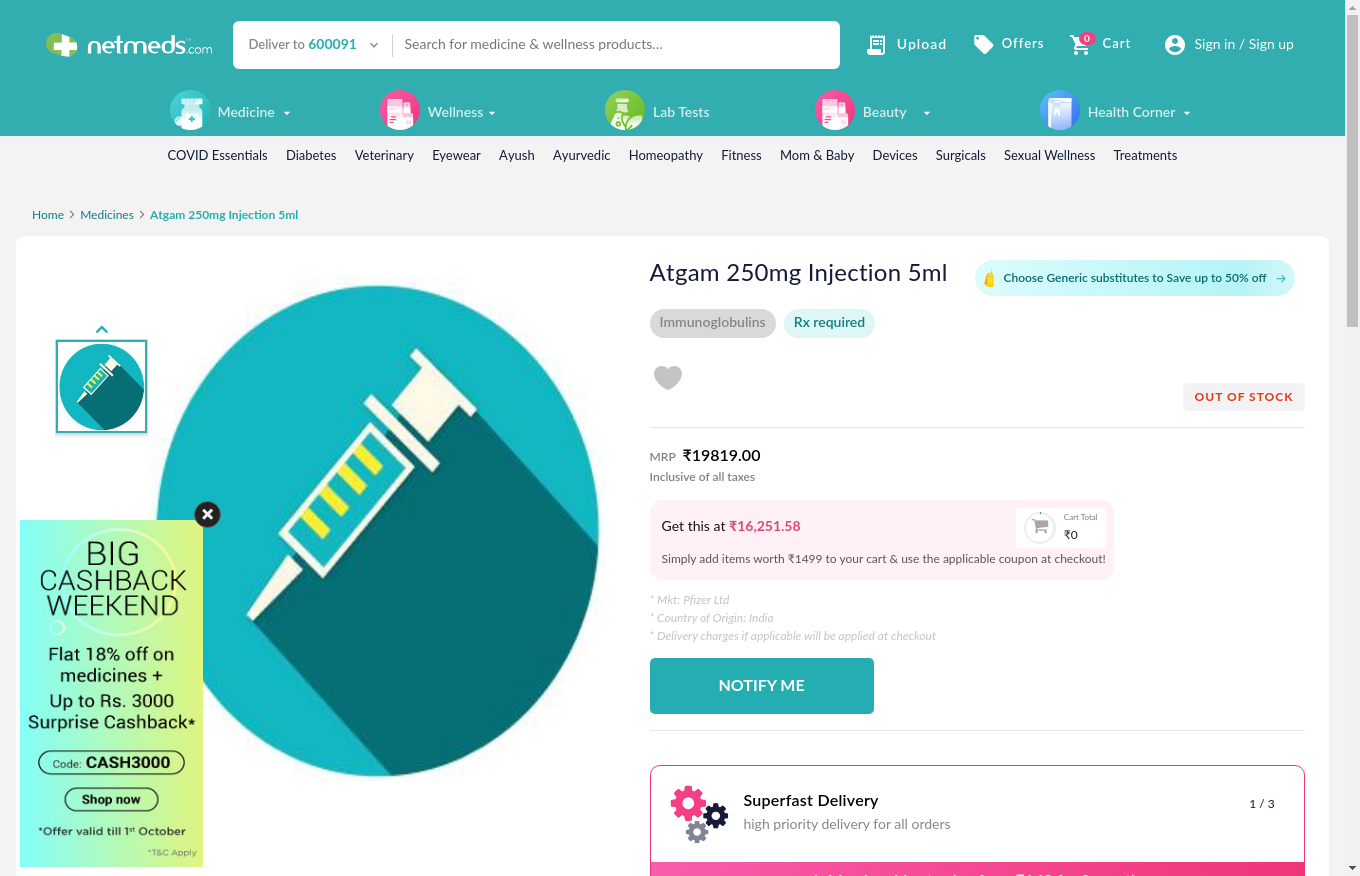 netmeds.com
Deliver to 600091
Search for medicine & wellness products...
Upload
Offers
0
Cart
Sign in / Sign up
Medicine
Wellness
Lab Tests
Beauty
Health Corner
COVID Essentials Diabetes Veterinary Eyewear Ayush Ayurvedic Homeopathy Fitness Mom & Baby Devices Surgicals Sexual Wellness Treatments
Home > Medicines > Atgam 250mg Injection 5ml
Atgam 250mg Injection 5ml
Choose Generic substitutes to Save up to 50% off →
Immunoglobulins
Rx required
OUT OF STOCK
MRP ₹19819.00
Inclusive of all taxes
Get this at ₹16,251.58
Cart Total
₹0
Simply add items worth ₹1499 to your cart & use the applicable coupon at checkout!
* Mkt: Pfizer Ltd
* Country of Origin: India
* Delivery charges if applicable will be applied at checkout
NOTIFY ME
Superfast Delivery
1 / 3
high priority delivery for all orders
BIG
CASHBACK
WEEKEND
Flat 18% off on
medicines +
Up to Rs. 3000
Surprise Cashback*
Code: CASH3000
Shop now
*Offer valid till 1st October
*T&C Apply